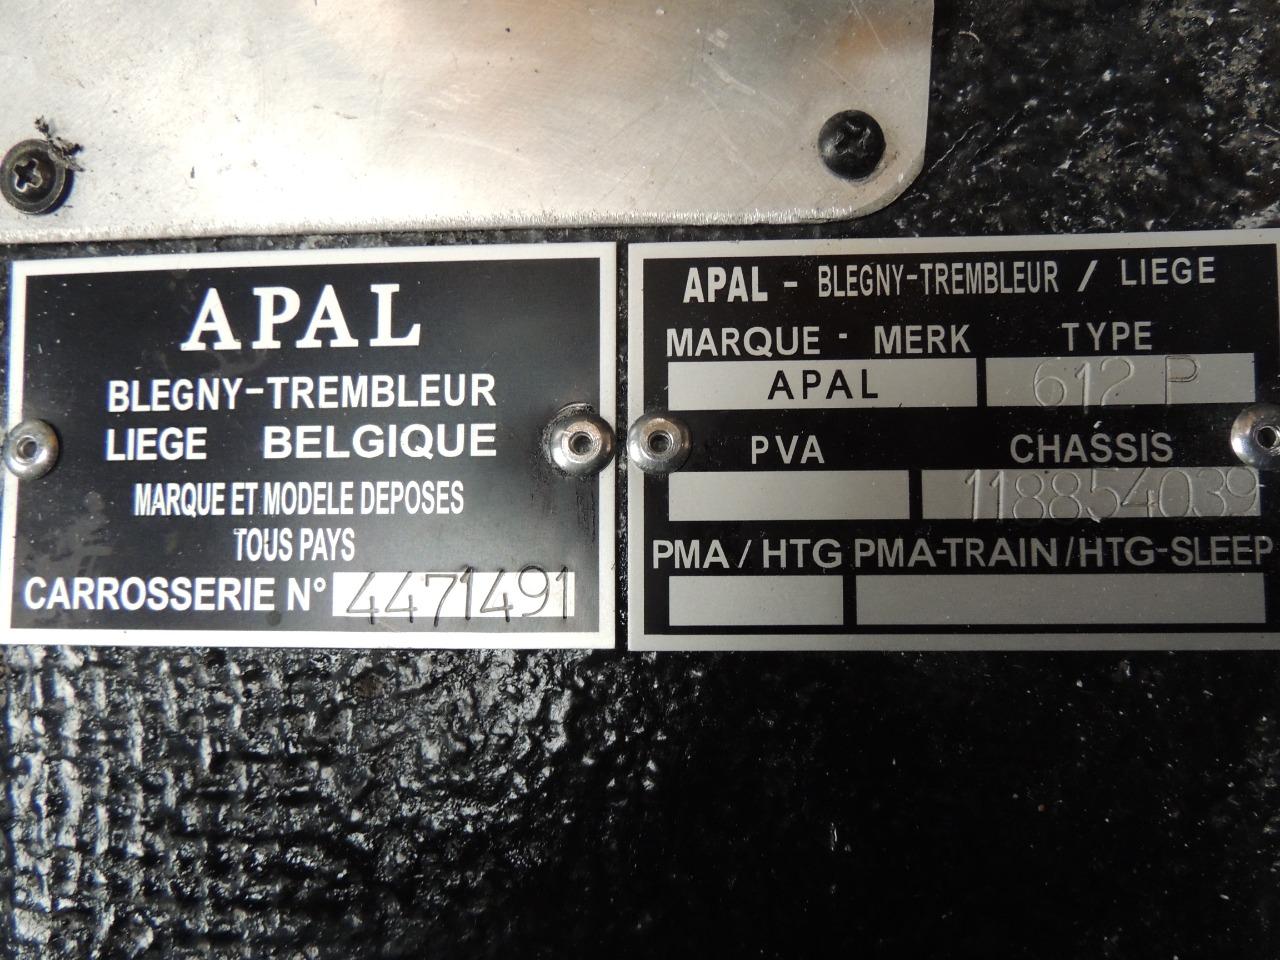 APAL
BLEGNY-TREMBLEUR
LIEGE BELGIQUE
MARQUE ET MODELE DEPOSES
TOUS PAYS
CARROSSERIE N° 4471491
APAL - BLEGNY-TREMBLEUR / LIEGE
MARQUE - MERK TYPE
APAL 612 P
PVA CHASSIS
118854039
PMA / HTG PMA-TRAIN/HTG-SLEEP